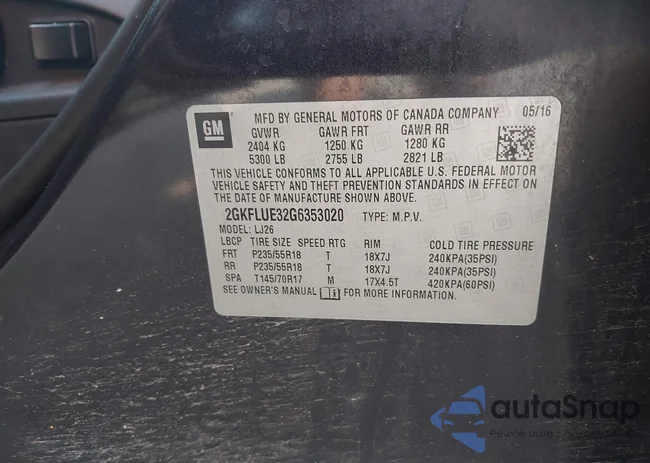 GM
MFD BY GENERAL MOTORS OF CANADA COMPANY 05/16
GVWR GAWR FRT GAWR RR
2404 KG 1250 KG 1280 KG
5300 LB 2755 LB 2821 LB
THIS VEHICLE CONFORMS TO ALL APPLICABLE U.S. FEDERAL MOTOR
VEHICLE SAFETY AND THEFT PREVENTION STANDARDS IN EFFECT ON
THE DATE OF MANUFACTURE SHOWN ABOVE.
2GKFLUE32G6353020 TYPE: M.P.V.
MODEL: LJ26
LBCP TIRE SIZE SPEED RTG RIM COLD TIRE PRESSURE
FRT P235/55R18 T 18X7J 240KPA(35PSI)
RR P235/55R18 T 18X7J 240KPA(35PSI)
SPA T145/70R17 M 17X4.5T 420KPA(60PSI)
SEE OWNER'S MANUAL FOR MORE INFORMATION
autaSnap
Pewne auta z